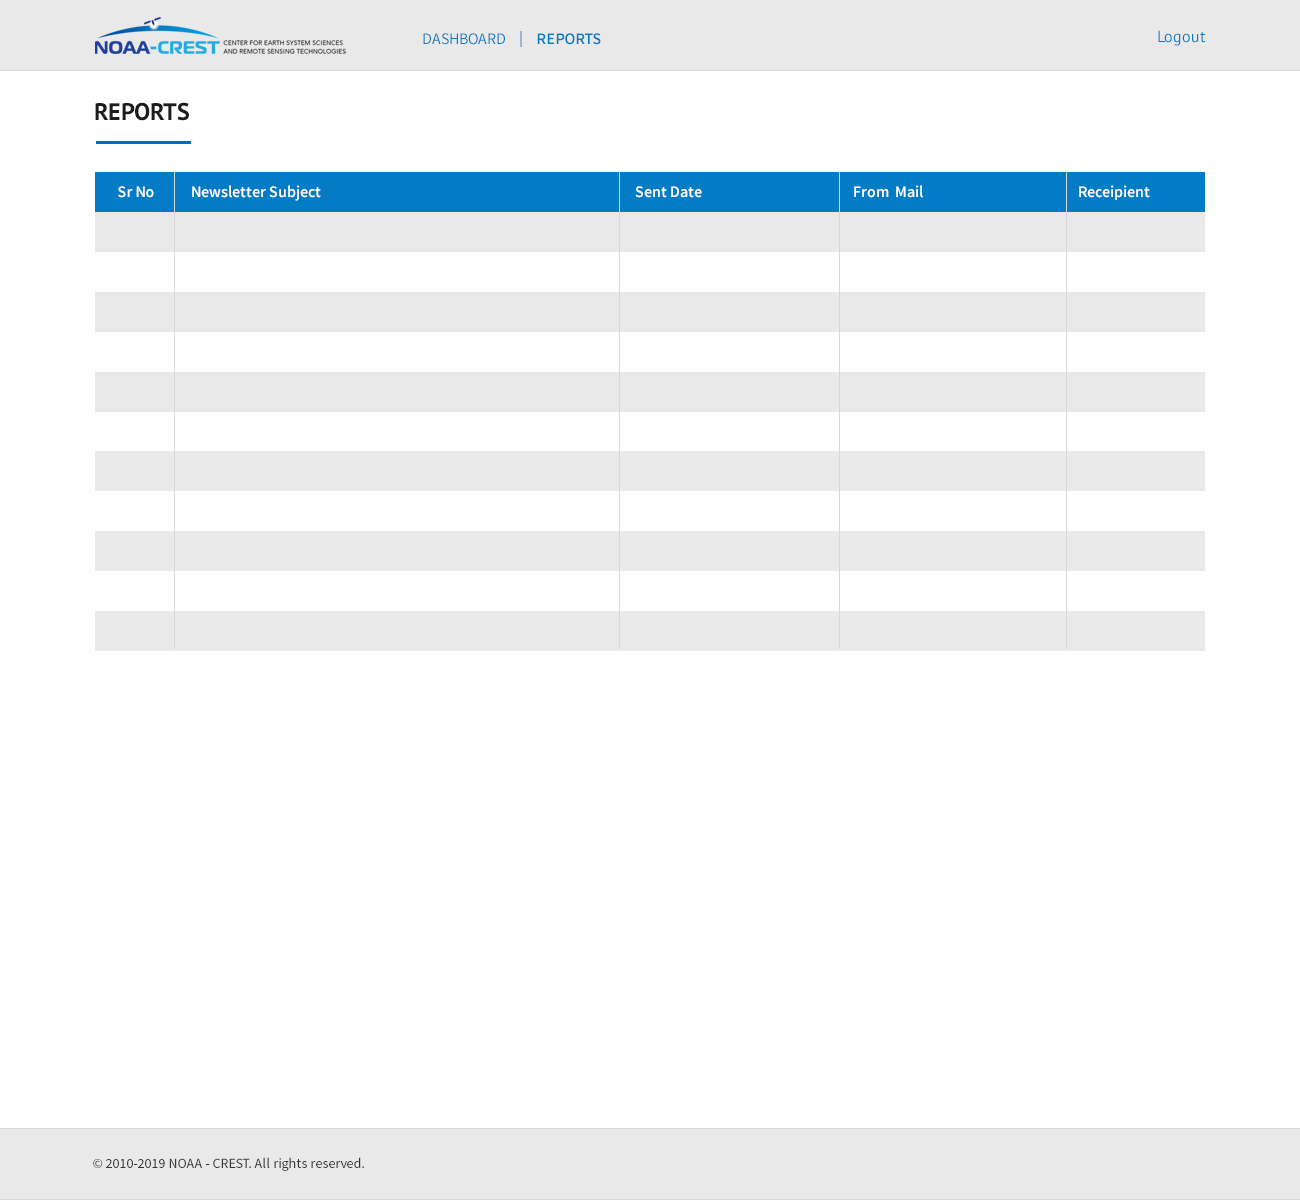 NOAA-CREST CENTER FOR EARTH SYSTEM SCIENCES
AND REMOTE SENSING TECHNOLOGIES
DASHBOARD | REPORTS
Logout
REPORTS
Sr No Newsletter Subject Sent Date From Mail Receipient
© 2010-2019 NOAA - CREST. All rights reserved.